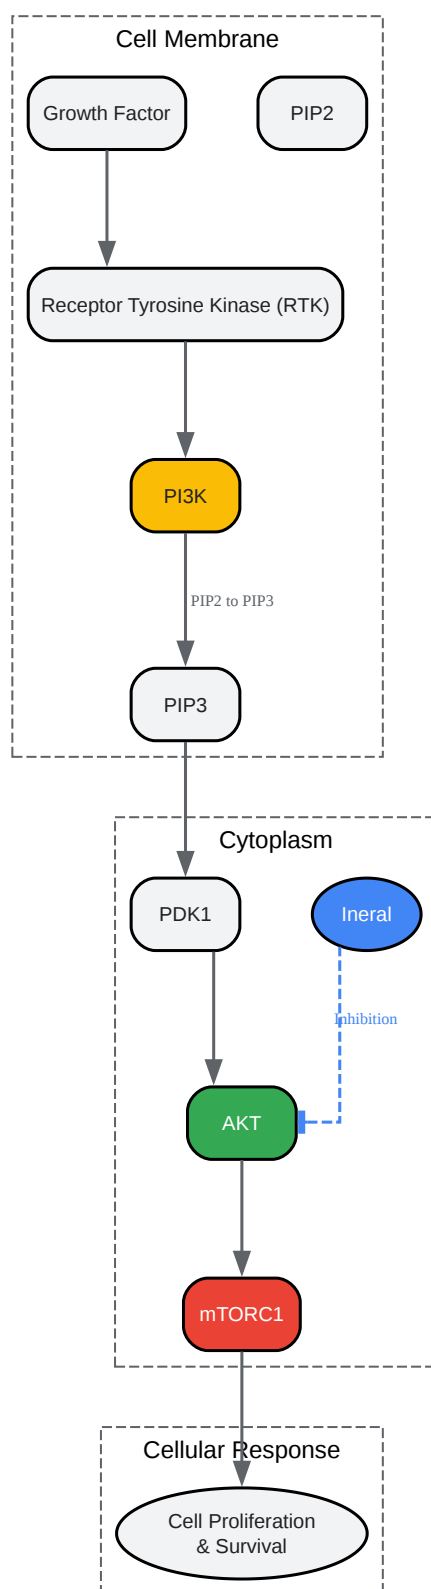 Cell Membrane
Growth Factor
PIP2
Receptor Tyrosine Kinase (RTK)
PI3K
PIP2 to PIP3
PIP3
Cytoplasm
PDK1
Ineral
Inhibition
AKT
mTORC1
Cellular Response
Cell Proliferation
& Survival